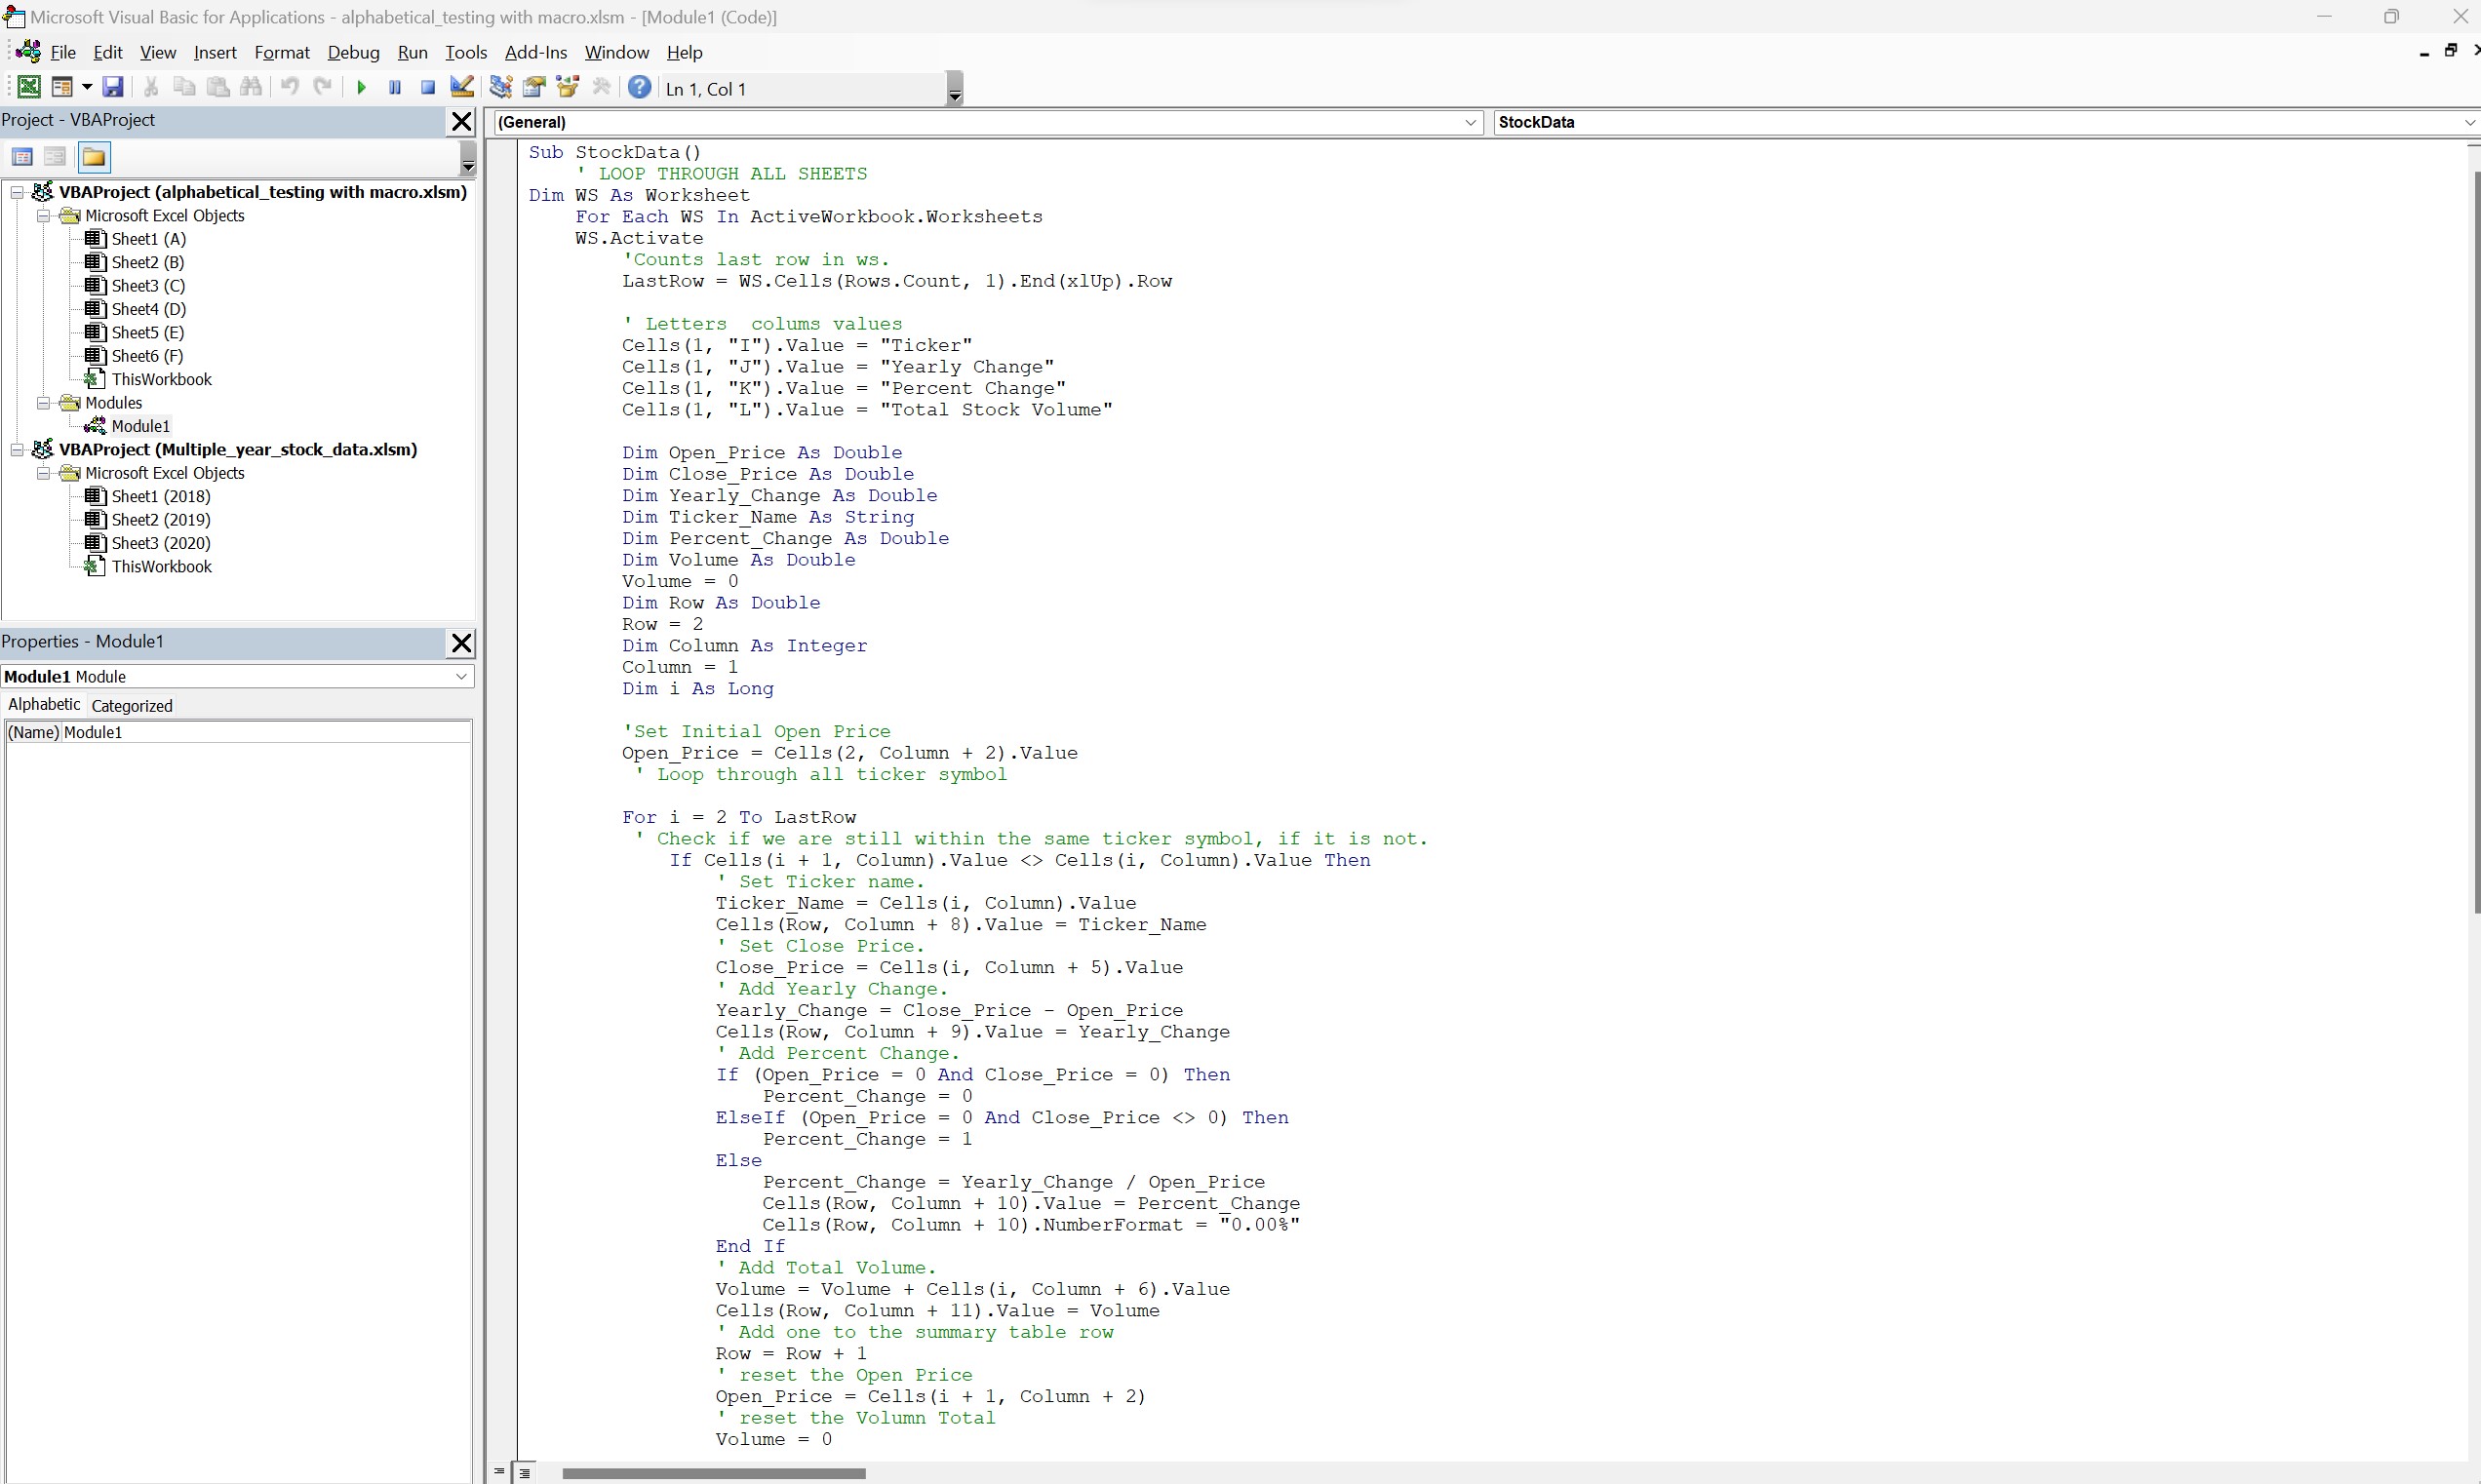 Microsoft Visual Basic for Applications - alphabetical_testing with macro.xlsm - [Module1 (Code)]
File Edit View Insert Format Debug Run Tools Add-Ins Window Help
Ln 1, Col 1
Project - VBAProject
VBAProject (alphabetical_testing with macro.xlsm)
Microsoft Excel Objects
Sheet1 (A)
Sheet2 (B)
Sheet3 (C)
Sheet4 (D)
Sheet5 (E)
Sheet6 (F)
ThisWorkbook
Modules
Module1
VBAProject (Multiple_year_stock_data.xlsm)
Microsoft Excel Objects
Sheet1 (2018)
Sheet2 (2019)
Sheet3 (2020)
ThisWorkbook
Properties - Module1
Module1 Module
Alphabetic Categorized
(Name) Module1
(General) StockData
Sub StockData()
' LOOP THROUGH ALL SHEETS
Dim WS As Worksheet
For Each WS In ActiveWorkbook.Worksheets
WS.Activate
'Counts last row in ws.
LastRow = WS.Cells(Rows.Count, 1).End(xlUp).Row
' Letters  colums values
Cells(1, "I").Value = "Ticker"
Cells(1, "J").Value = "Yearly Change"
Cells(1, "K").Value = "Percent Change"
Cells(1, "L").Value = "Total Stock Volume"
Dim Open_Price As Double
Dim Close_Price As Double
Dim Yearly_Change As Double
Dim Ticker_Name As String
Dim Percent_Change As Double
Dim Volume As Double
Volume = 0
Dim Row As Double
Row = 2
Dim Column As Integer
Column = 1
Dim i As Long
'Set Initial Open Price
Open_Price = Cells(2, Column + 2).Value
' Loop through all ticker symbol
For i = 2 To LastRow
' Check if we are still within the same ticker symbol, if it is not.
If Cells(i + 1, Column).Value <> Cells(i, Column).Value Then
' Set Ticker name.
Ticker_Name = Cells(i, Column).Value
Cells(Row, Column + 8).Value = Ticker_Name
' Set Close Price.
Close_Price = Cells(i, Column + 5).Value
' Add Yearly Change.
Yearly_Change = Close_Price - Open_Price
Cells(Row, Column + 9).Value = Yearly_Change
' Add Percent Change.
If (Open_Price = 0 And Close_Price = 0) Then
Percent_Change = 0
ElseIf (Open_Price = 0 And Close_Price <> 0) Then
Percent_Change = 1
Else
Percent_Change = Yearly_Change / Open_Price
Cells(Row, Column + 10).Value = Percent_Change
Cells(Row, Column + 10).NumberFormat = "0.00%"
End If
' Add Total Volume.
Volume = Volume + Cells(i, Column + 6).Value
Cells(Row, Column + 11).Value = Volume
' Add one to the summary table row
Row = Row + 1
' reset the Open Price
Open_Price = Cells(i + 1, Column + 2)
' reset the Volumn Total
Volume = 0